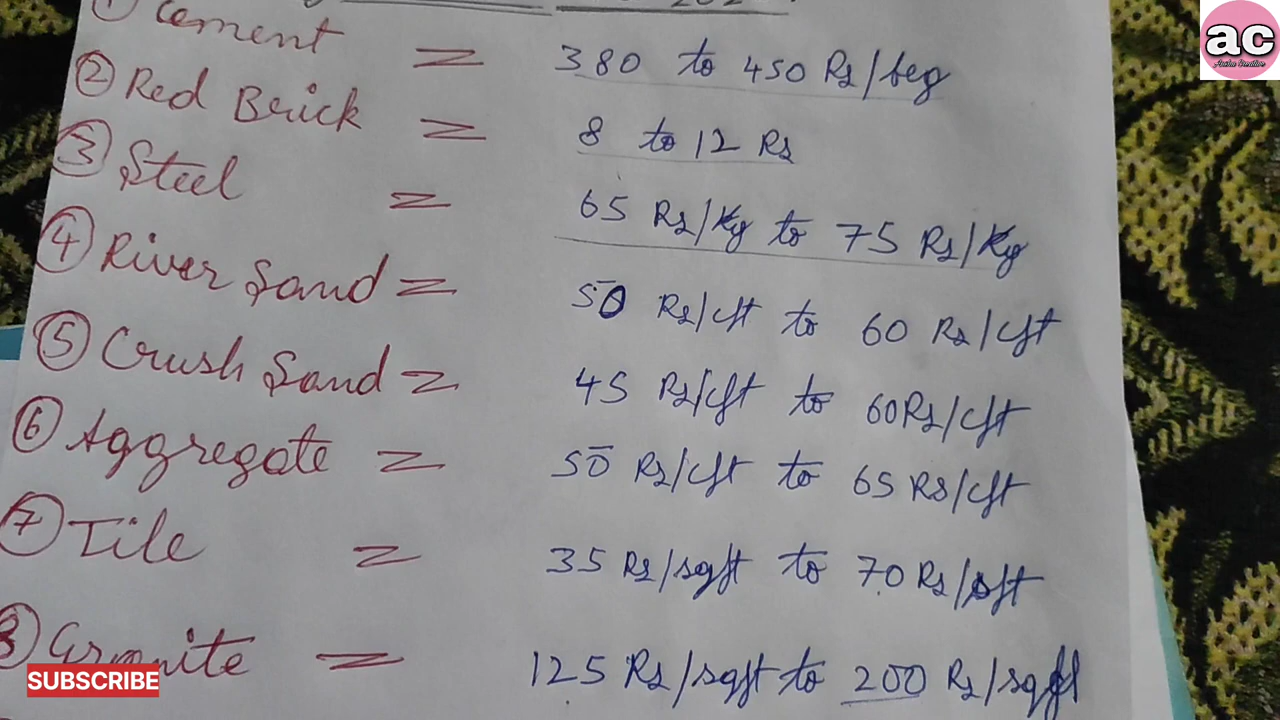 ac
① Cement = 380 to 450 Rs/beg
② Red Brick = 8 to 12 Rs
③ Steel = 65 Rs/Kg to 75 Rs/Kg
④ River Sand = 50 Rs/cft to 60 Rs/cft
⑤ Crush Sand = 45 Rs/cft to 60 Rs/cft
⑥ Aggregate = 50 Rs/cft to 65 Rs/cft
⑦ Tile = 35 Rs/sqft to 70 Rs/sft
⑧ Granite = 125 Rs/sqft to 200 Rs/sqft
SUBSCRIBE